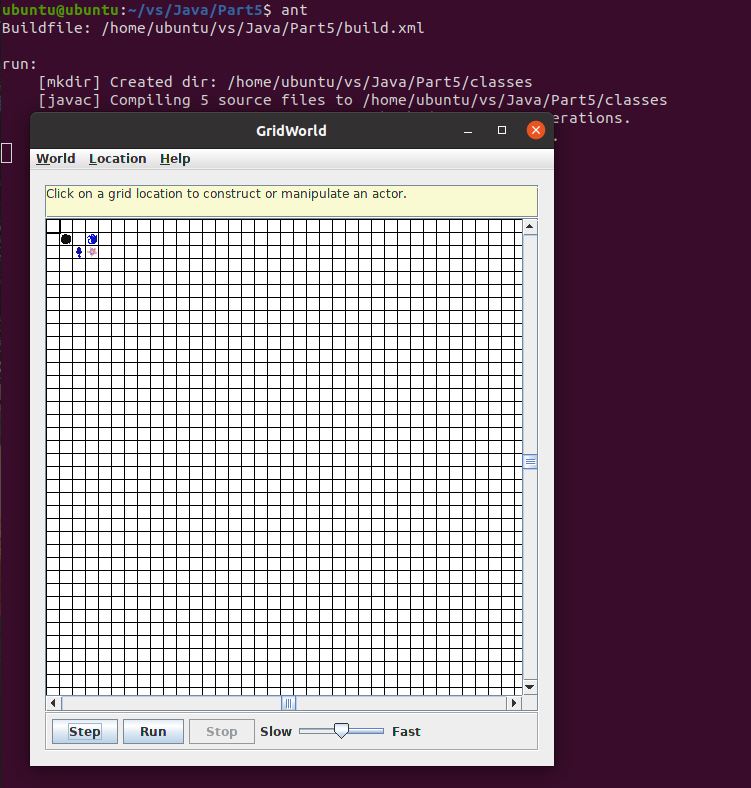 ubuntu@ubuntu:~/vs/Java/Part5$ ant
Buildfile: /home/ubuntu/vs/Java/Part5/build.xml
run:
[mkdir] Created dir: /home/ubuntu/vs/Java/Part5/classes
[javac] Compiling 5 source files to /home/ubuntu/vs/Java/Part5/classes
erations.
GridWorld
World Location Help
Click on a grid location to construct or manipulate an actor.
Step Run Stop Slow Fast